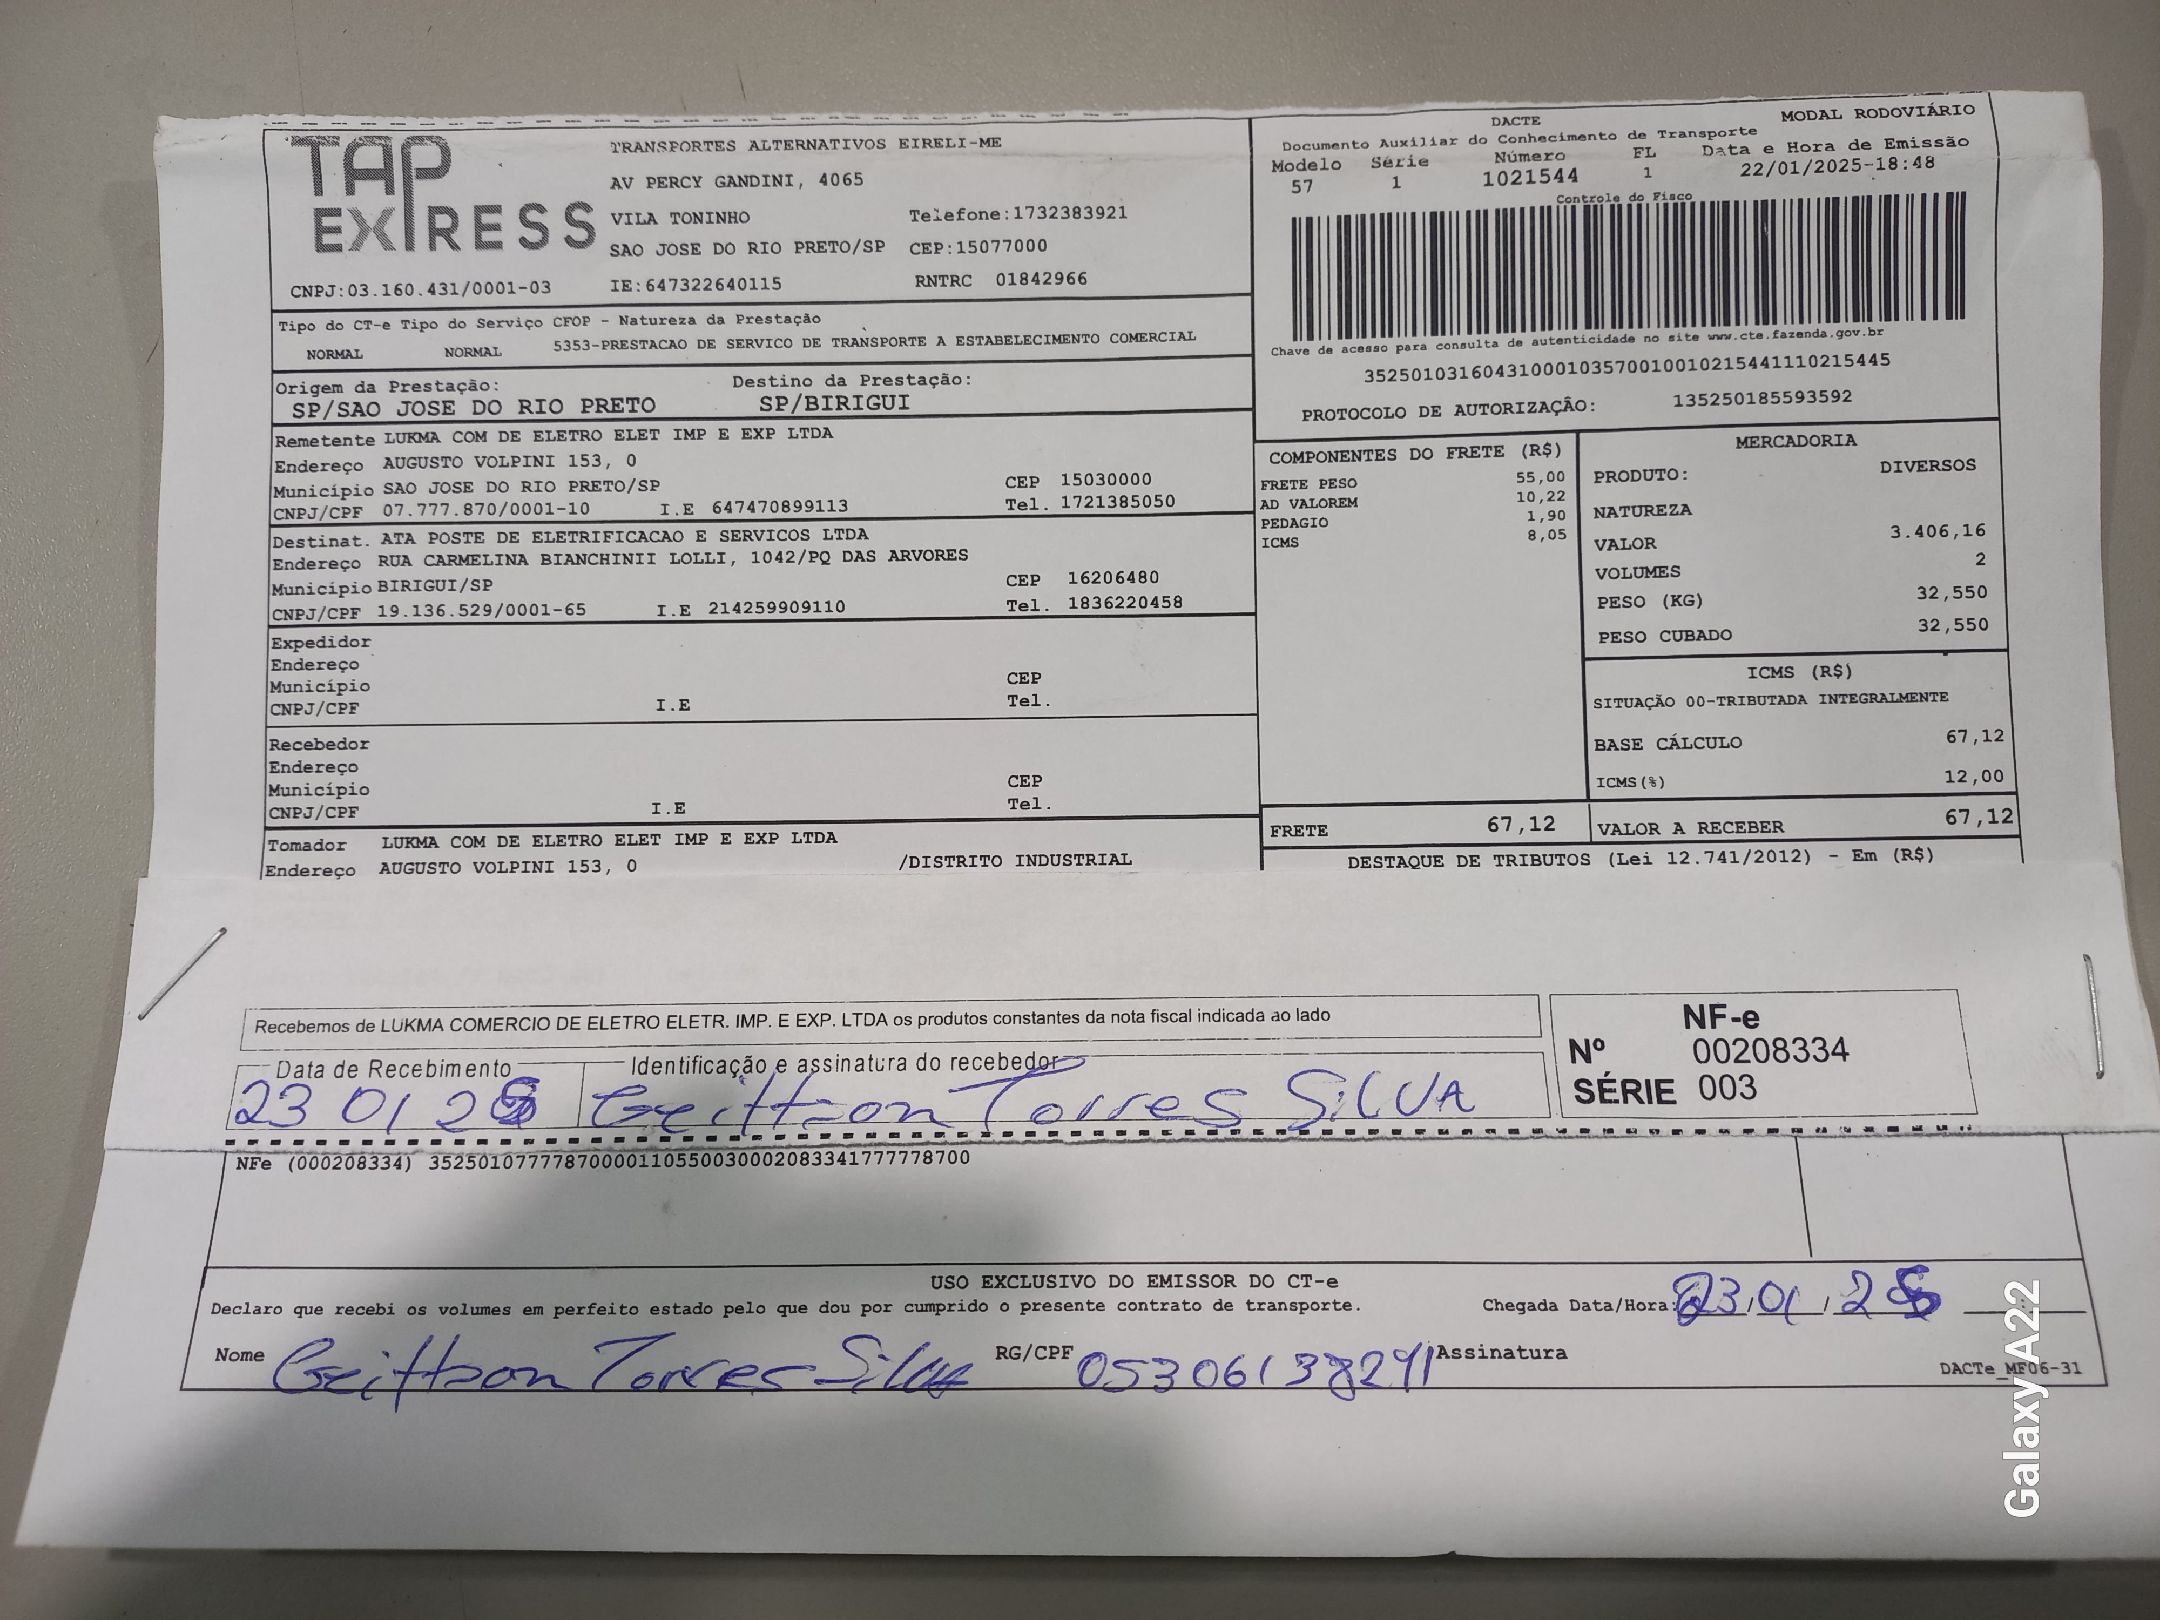 TAP EXPRESS
TRANSPORTES ALTERNATIVOS EIRELI-ME
AV PERCY GANDINI, 4065
VILA TONINHO Telefone:1732383921
SAO JOSE DO RIO PRETO/SP CEP:15077000
CNPJ:03.160.431/0001-03 IE:647322640115 RNTRC 01842966
DACTE MODAL RODOVIÁRIO
Documento Auxiliar do Conhecimento de Transporte
Modelo Série Número FL Data e Hora de Emissão
57 1 1021544 1 22/01/2025-18:48
Controle do Fisco
Chave de acesso para consulta de autenticidade no site www.cte.fazenda.gov.br
35250103160431000103570010010215441110215445
PROTOCOLO DE AUTORIZAÇÃO: 135250185593592
Tipo do CT-e Tipo do Serviço CFOP - Natureza da Prestação
NORMAL NORMAL 5353-PRESTACAO DE SERVICO DE TRANSPORTE A ESTABELECIMENTO COMERCIAL
Origem da Prestação: Destino da Prestação:
SP/SAO JOSE DO RIO PRETO SP/BIRIGUI
Remetente LUKMA COM DE ELETRO ELET IMP E EXP LTDA
Endereço AUGUSTO VOLPINI 153, 0
Município SAO JOSE DO RIO PRETO/SP CEP 15030000
CNPJ/CPF 07.777.870/0001-10 I.E 647470899113 Tel. 1721385050
Destinat. ATA POSTE DE ELETRIFICACAO E SERVICOS LTDA
Endereço RUA CARMELINA BIANCHINII LOLLI, 1042/PQ DAS ARVORES
Município BIRIGUI/SP CEP 16206480
CNPJ/CPF 19.136.529/0001-65 I.E 214259909110 Tel. 1836220458
Expedidor
Endereço
Município CEP
CNPJ/CPF I.E Tel.
Recebedor
Endereço
Município CEP
CNPJ/CPF I.E Tel.
Tomador LUKMA COM DE ELETRO ELET IMP E EXP LTDA
Endereço AUGUSTO VOLPINI 153, 0 /DISTRITO INDUSTRIAL
COMPONENTES DO FRETE (R$)
FRETE PESO 55,00
AD VALOREM 10,22
PEDAGIO 1,90
ICMS 8,05
MERCADORIA
PRODUTO: DIVERSOS
NATUREZA
VALOR 3.406,16
VOLUMES 2
PESO (KG) 32,550
PESO CUBADO 32,550
ICMS (R$)
SITUAÇÃO 00-TRIBUTADA INTEGRALMENTE
BASE CÁLCULO 67,12
ICMS(%) 12,00
FRETE 67,12 VALOR A RECEBER 67,12
DESTAQUE DE TRIBUTOS (Lei 12.741/2012) - Em (R$)
Recebemos de LUKMA COMERCIO DE ELETRO ELETR. IMP. E EXP. LTDA os produtos constantes da nota fiscal indicada ao lado
Data de Recebimento Identificação e assinatura do recebedor
23 01 25 Geiftson Torres Silva
NF-e
Nº 00208334
SÉRIE 003
NFe (000208334) 35250107777870000110550030002083341777778700
USO EXCLUSIVO DO EMISSOR DO CT-e
Declaro que recebi os volumes em perfeito estado pelo que dou por cumprido o presente contrato de transporte. Chegada Data/Hora: 23/01/25 :
Nome Geiftson Torres Silva RG/CPF 05306138291 Assinatura
DACTe_MF06-31
Galaxy A22